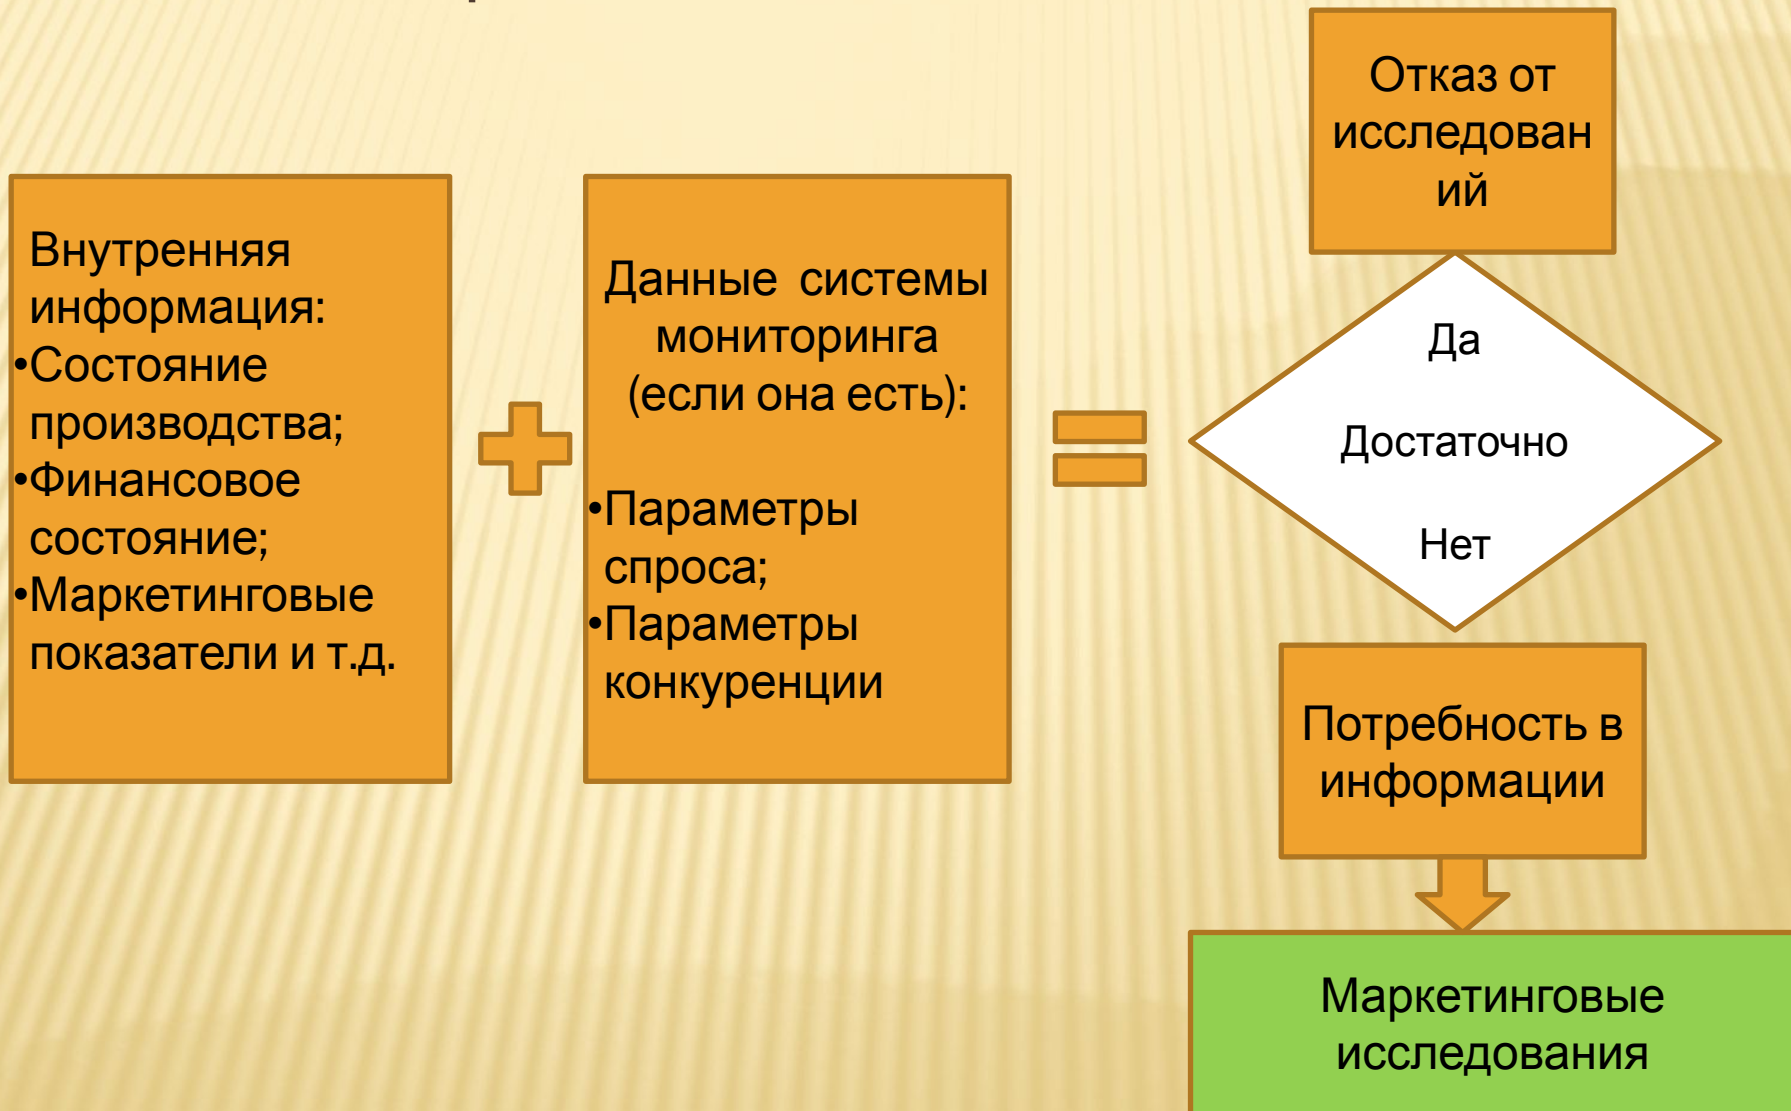 Внутренняя
информация:
•Состояние
производства;
•Финансовое
состояние;
•Маркетинговые
показатели и т.д.
Данные системы
мониторинга
(если она есть):
•Параметры
спроса;
•Параметры
конкуренции
Отказ от
исследован
ий
Да
Достаточно
Нет
Потребность в
информации
Маркетинговые
исследования